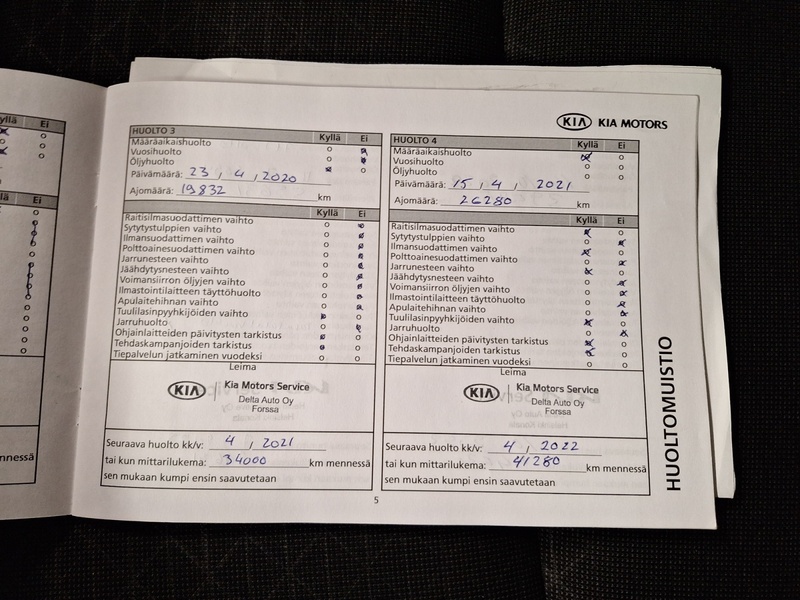 Kyllä Ei
KIA KIA MOTORS
HUOLTO 3 Kyllä Ei
Määräaikaishuolto
Vuosihuolto
Öljyhuolto
Päivämäärä: 23 , 4 , 2020
Ajomäärä: 19832 km
Kyllä Ei
Raitisilmasuodattimen vaihto
Sytytystulppien vaihto
Ilmansuodattimen vaihto
Polttoainesuodattimen vaihto
Jarrunesteen vaihto
Jäähdytysnesteen vaihto
Voimansiirron öljyjen vaihto
Ilmastointilaitteen täyttöhuolto
Apulaitehihnan vaihto
Tuulilasinpyyhkijöiden vaihto
Jarruhuolto
Ohjainlaitteiden päivitysten tarkistus
Tehdaskampanjoiden tarkistus
Tiepalvelun jatkaminen vuodeksi
Leima
KIA Kia Motors Service
Delta Auto Oy
Forssa
Seuraava huolto kk/v: 4 , 2021
tai kun mittarilukema: 34000 km mennessä
sen mukaan kumpi ensin saavutetaan
HUOLTO 4 Kyllä Ei
Määräaikaishuolto
Vuosihuolto
Öljyhuolto
Päivämäärä: 15 , 4 , 2021
Ajomäärä: 26280 km
Kyllä Ei
Raitisilmasuodattimen vaihto
Sytytystulppien vaihto
Ilmansuodattimen vaihto
Polttoainesuodattimen vaihto
Jarrunesteen vaihto
Jäähdytysnesteen vaihto
Voimansiirron öljyjen vaihto
Ilmastointilaitteen täyttöhuolto
Apulaitehihnan vaihto
Tuulilasinpyyhkijöiden vaihto
Jarruhuolto
Ohjainlaitteiden päivitysten tarkistus
Tehdaskampanjoiden tarkistus
Tiepalvelun jatkaminen vuodeksi
Leima
KIA Kia Motors Service
Delta Auto Oy
Forssa
Seuraava huolto kk/v: 4 , 2022
tai kun mittarilukema: 41280 km mennessä
sen mukaan kumpi ensin saavutetaan
HUOLTOMUISTIO
5